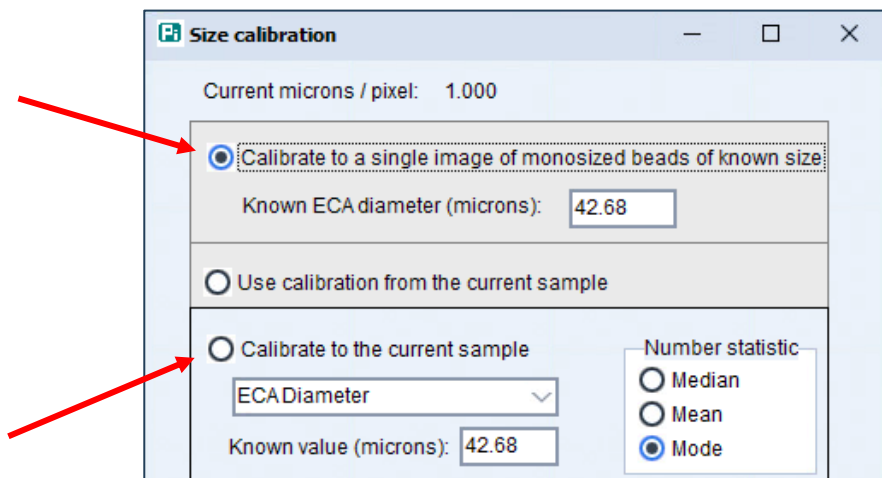 Pi Size calibration
Current microns / pixel: 1.000
Calibrate to a single image of monosized beads of known size
Known ECA diameter (microns): 42.68
Use calibration from the current sample
Calibrate to the current sample
Number statistic
ECA Diameter
Median
Mean
Known value (microns): 42.68
Mode